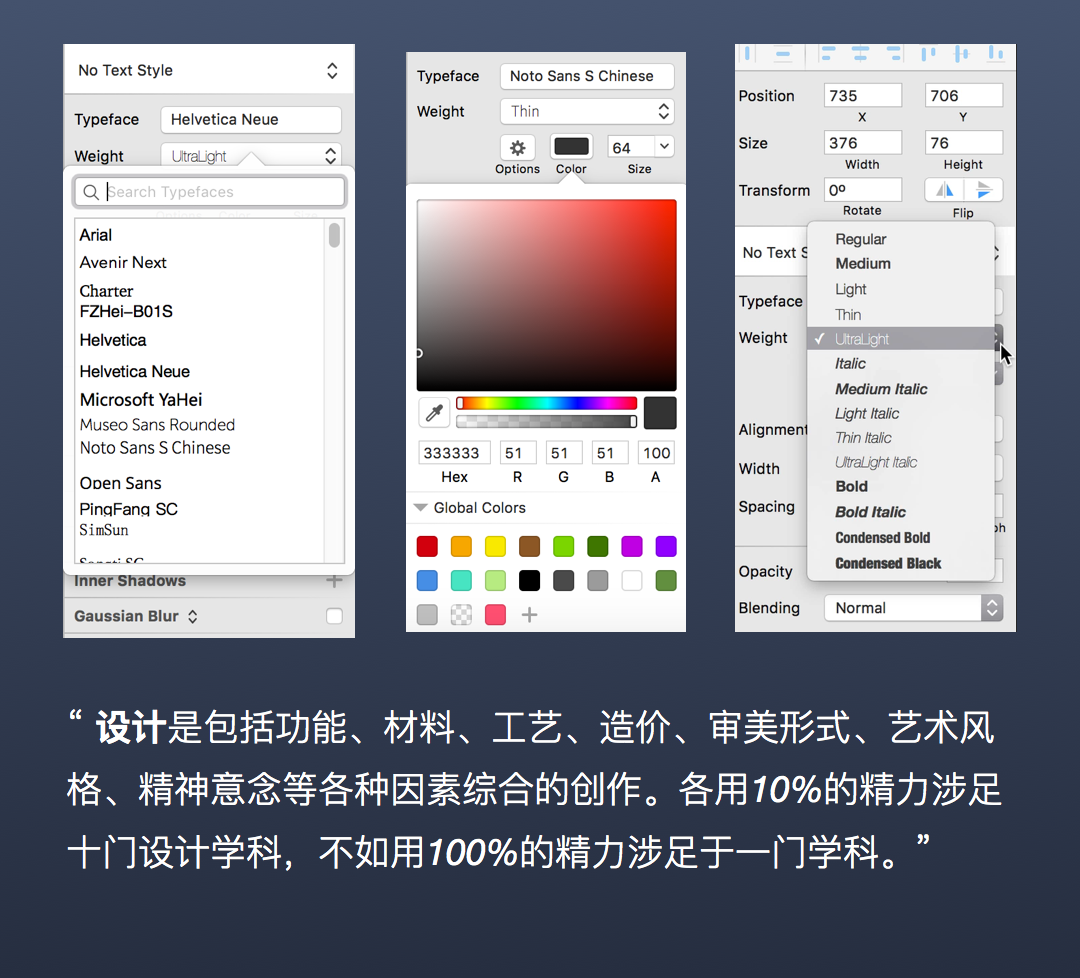 No Text Style
Typeface
Helvetica Neue
Weight
UltraLight
Search Typefaces
Arial
Avenir Next
Charter
FZHei-B01S
Helvetica
Helvetica Neue
Microsoft YaHei
Museo Sans Rounded
Noto Sans S Chinese
Open Sans
PingFang SC
SimSun
Inner Shadows
Gaussian Blur
Typeface
Noto Sans S Chinese
Weight
Thin
64
Options
Color
Size
333333
51
51
51
100
Hex
R
G
B
A
Global Colors
Position
735
706
X
Y
Size
376
76
Width
Height
Transform
0º
Rotate
Flip
No Text S
Typeface
Weight
Regular
Medium
Light
Thin
UltraLight
Italic
Medium Italic
Light Italic
Thin Italic
UltraLight Italic
Bold
Bold Italic
Condensed Bold
Condensed Black
Alignment
Width
Spacing
Opacity
Blending
Normal
“ 设计是包括功能、材料、工艺、造价、审美形式、艺术风
格、精神意念等各种因素综合的创作。各用10%的精力涉足
十门设计学科，不如用100%的精力涉足于一门学科。”